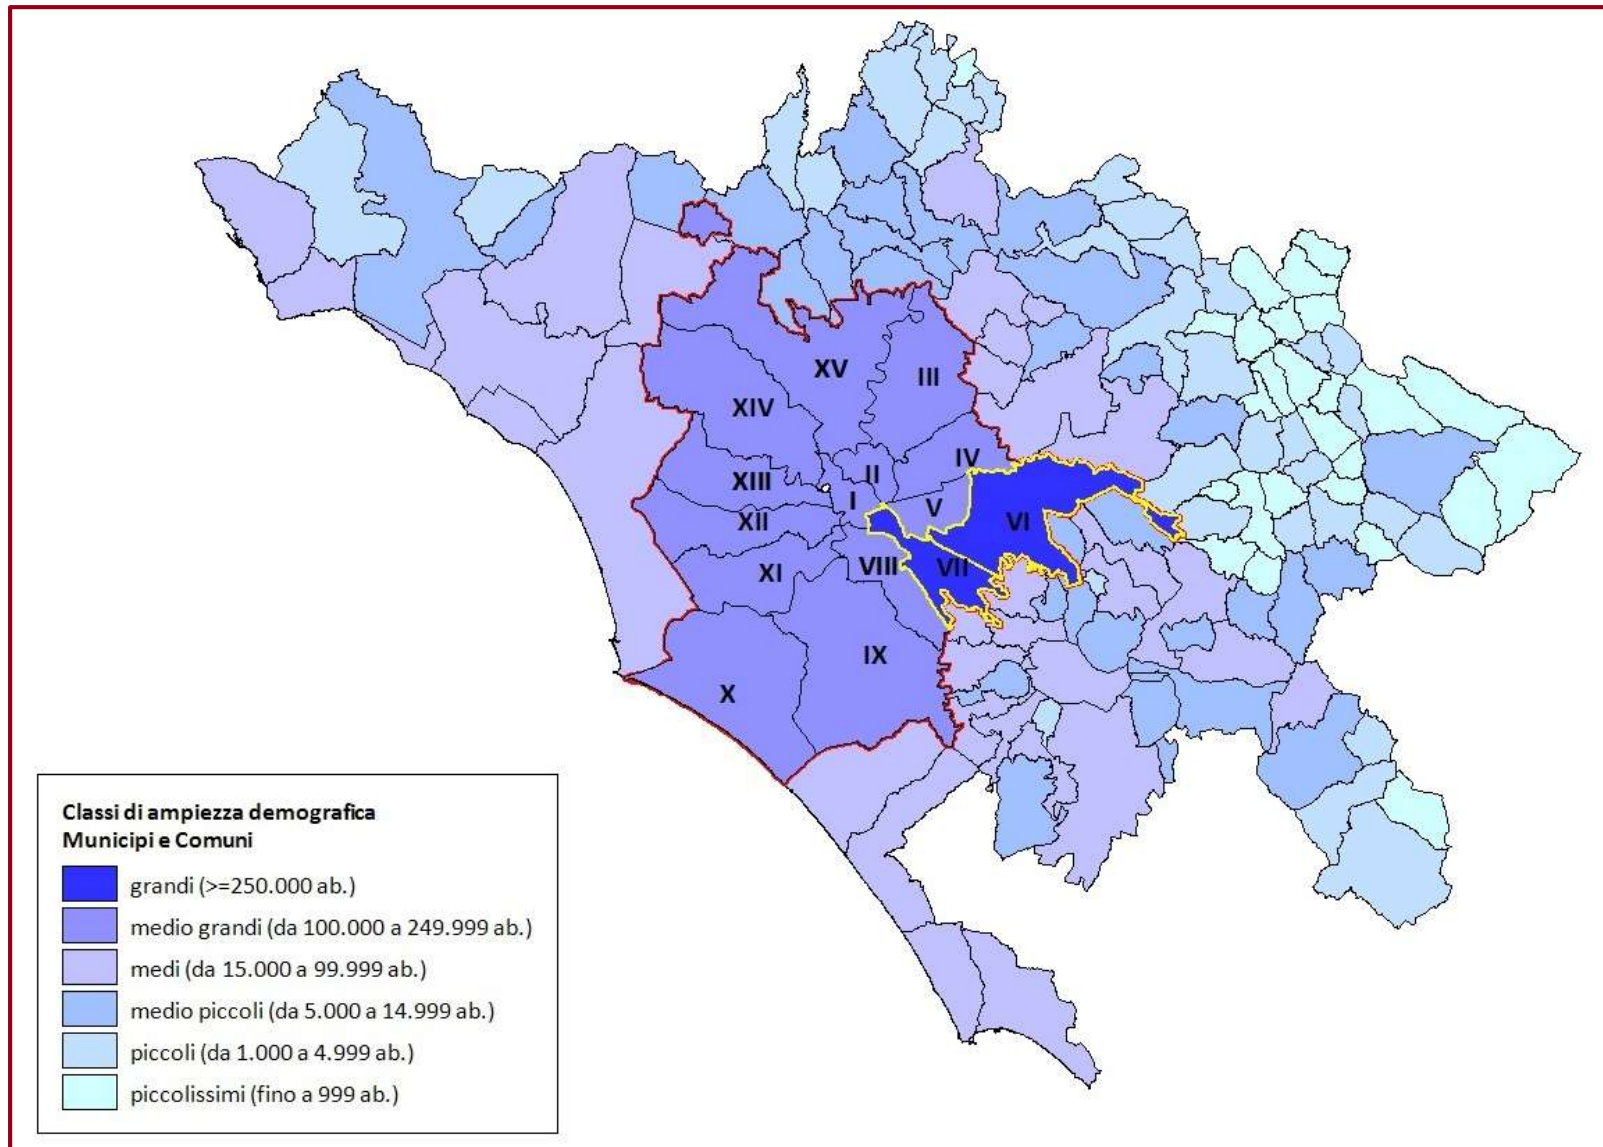 XV
III
XIV
IV
II
XIII
I
V
XII
VI
XI
VIII
VII
IX
X
Classi di ampiezza demografica
Municipi e Comuni
grandi (>=250.000 ab.)
medio grandi (da 100.000 a 249.999 ab.)
medi (da 15.000 a 99.999 ab.)
medio piccoli (da 5.000 a 14.999 ab.)
piccoli (da 1.000 a 4.999 ab.)
piccolissimi (fino a 999 ab.)